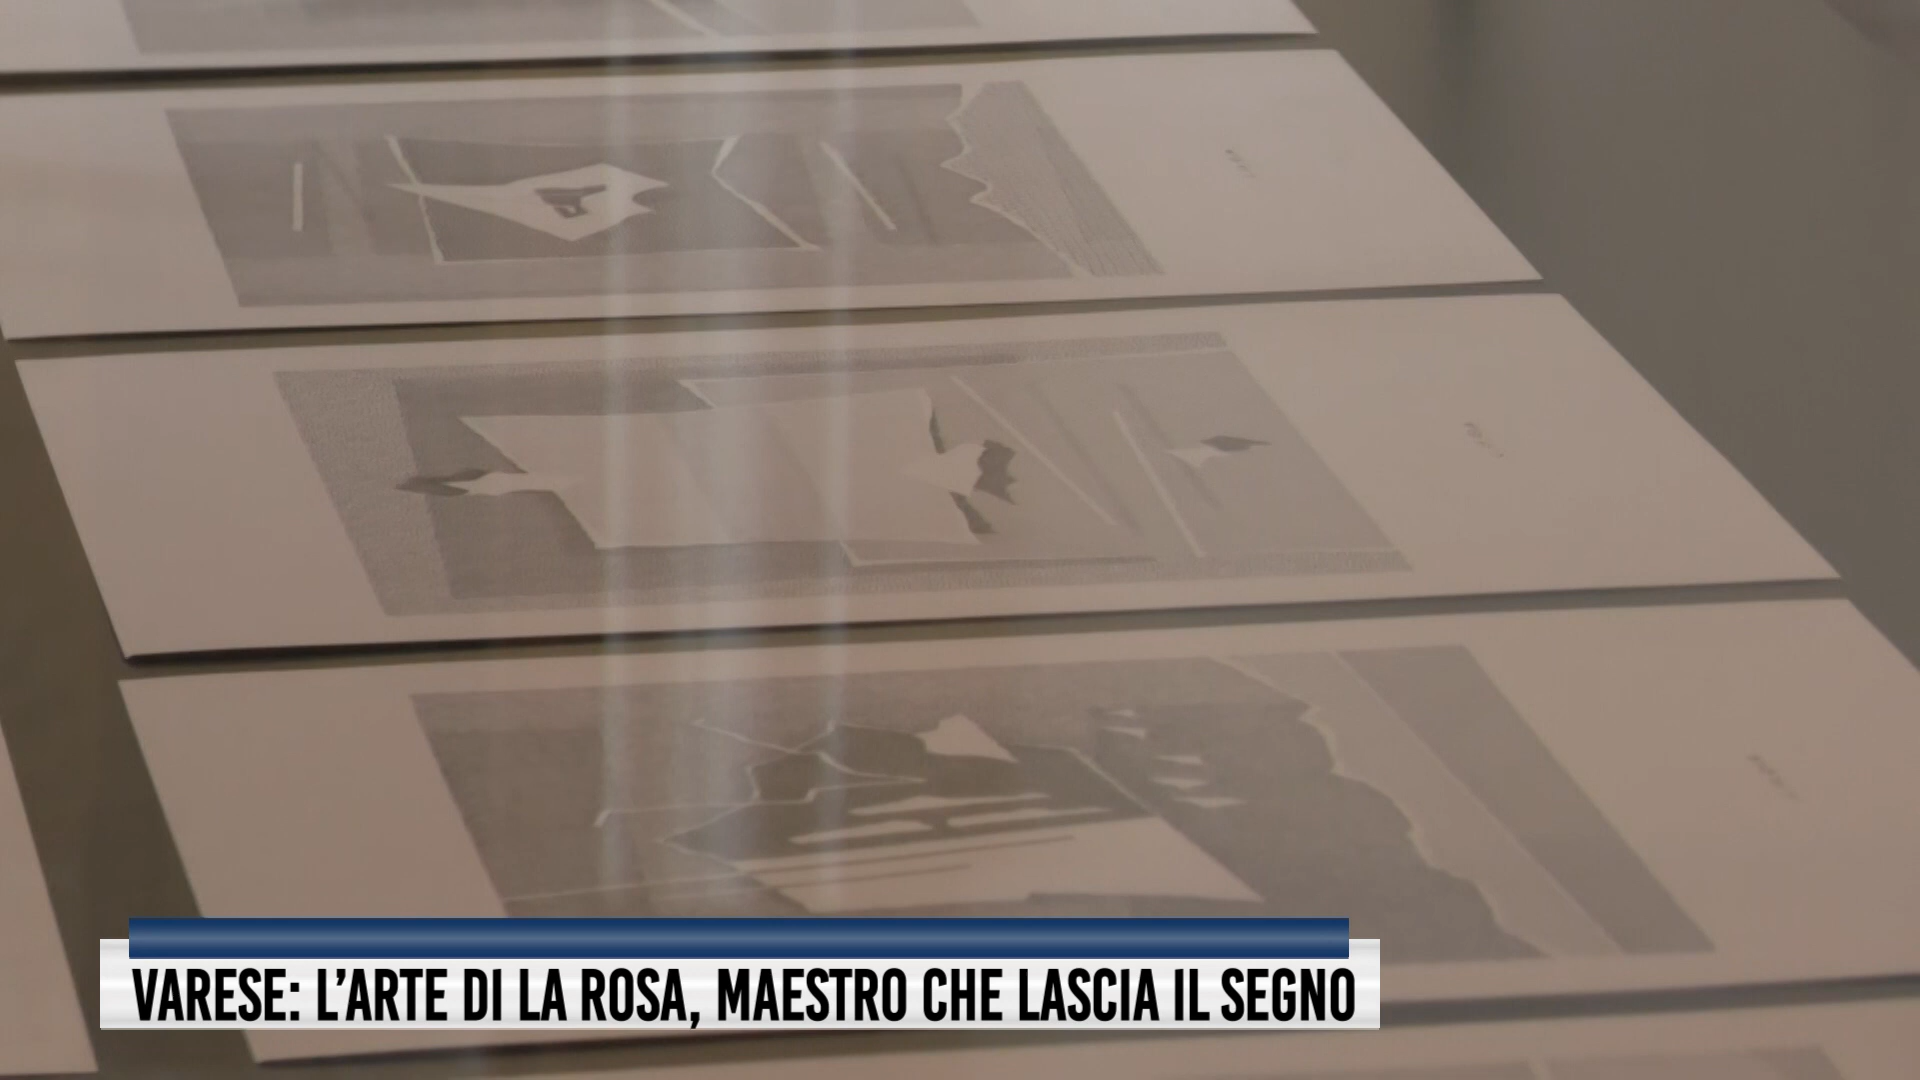 VARESE: L'ARTE DI LA ROSA, MAESTRO CHE LASCIA IL SEGNO